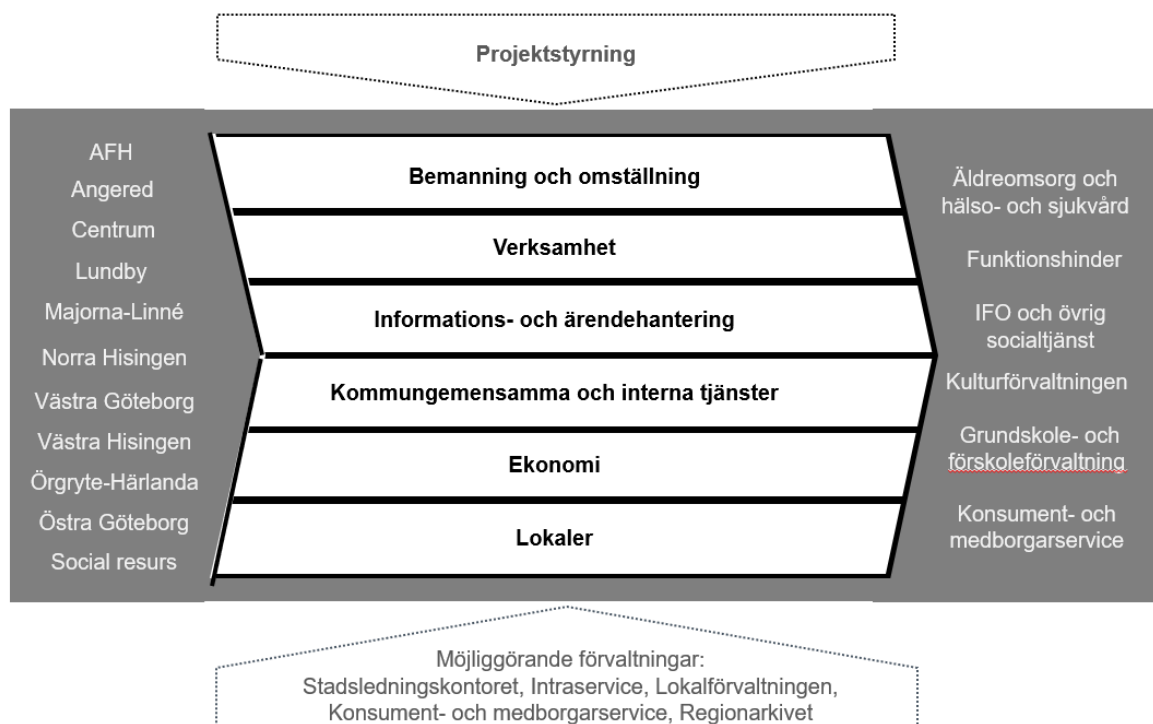 Projektstyrning
AFH
Angered
Centrum
Lundby
Majorna-Linné
Norra Hisingen
Västra Göteborg
Västra Hisingen
Örgryte-Härlanda
Östra Göteborg
Social resurs
Bemanning och omställning
Verksamhet
Informations- och ärendehantering
Kommungemensamma och interna tjänster
Ekonomi
Lokaler
Äldreomsorg och
hälso- och sjukvård
Funktionshinder
IFO och övrig
socialtjänst
Kulturförvaltningen
Grundskole- och
förskoleförvaltning
Konsument- och
medborgarservice
Möjliggörande förvaltningar:
Stadsledningskontoret, Intraservice, Lokalförvaltningen,
Konsument- och medborgarservice, Regionarkivet